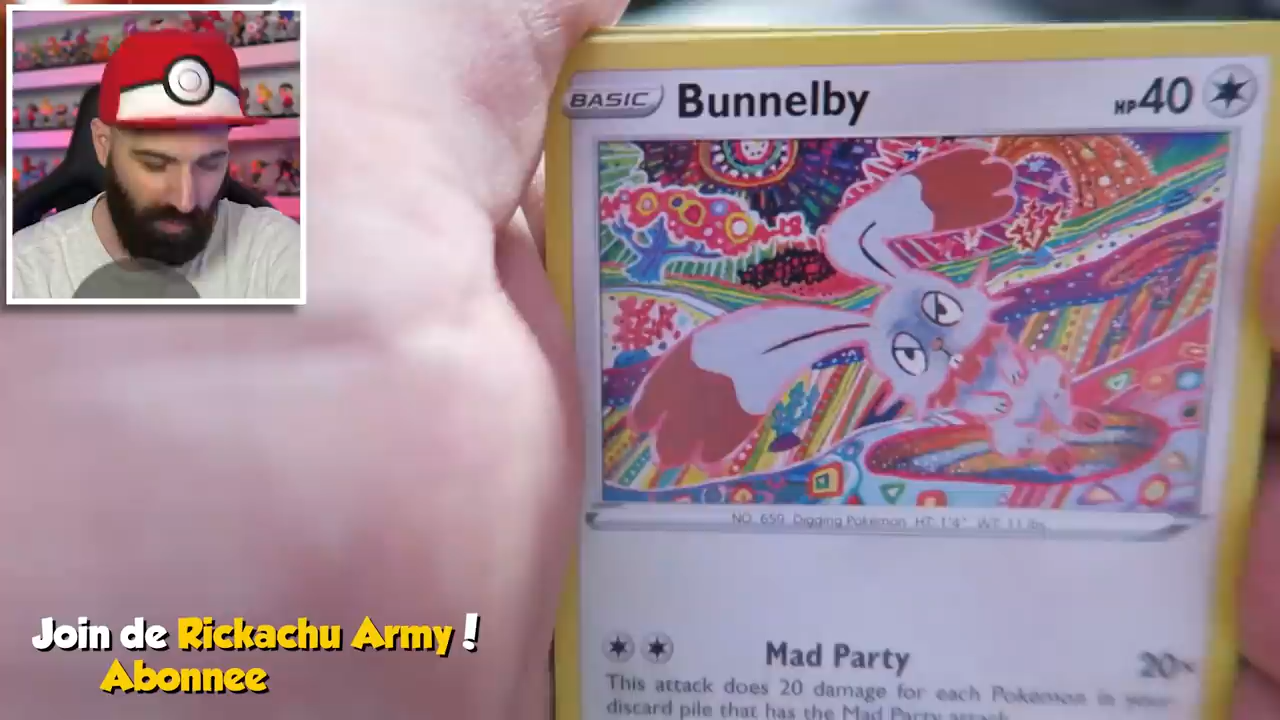 BASIC Bunnelby HP40
NO. 659 Digging Pokémon HT: 1'4" WT: 11 lbs.
Mad Party 20×
This attack does 20 damage for each Pokémon in your
discard pile that has the Mad Party attack.
Join de Rickachu Army!
Abonnee